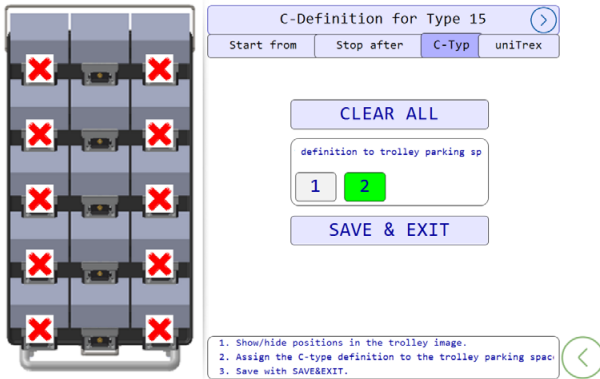 C-Definition for Type 15
Start from
Stop after
C-Typ
uniTrex
CLEAR ALL
definition to trolley parking sp
1
2
SAVE & EXIT
1. Show/hide positions in the trolley image.
2. Assign the C-type definition to the trolley parking space
3. Save with SAVE&EXIT.